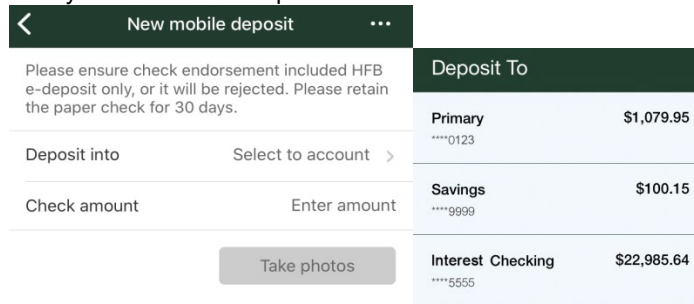 New mobile deposit
Please ensure check endorsement included HFB
e-deposit only, or it will be rejected. Please retain
the paper check for 30 days.
Deposit into Select to account >
Check amount Enter amount
Take photos
Deposit To
Primary $1,079.95
****0123
Savings $100.15
****9999
Interest Checking $22,985.64
****5555